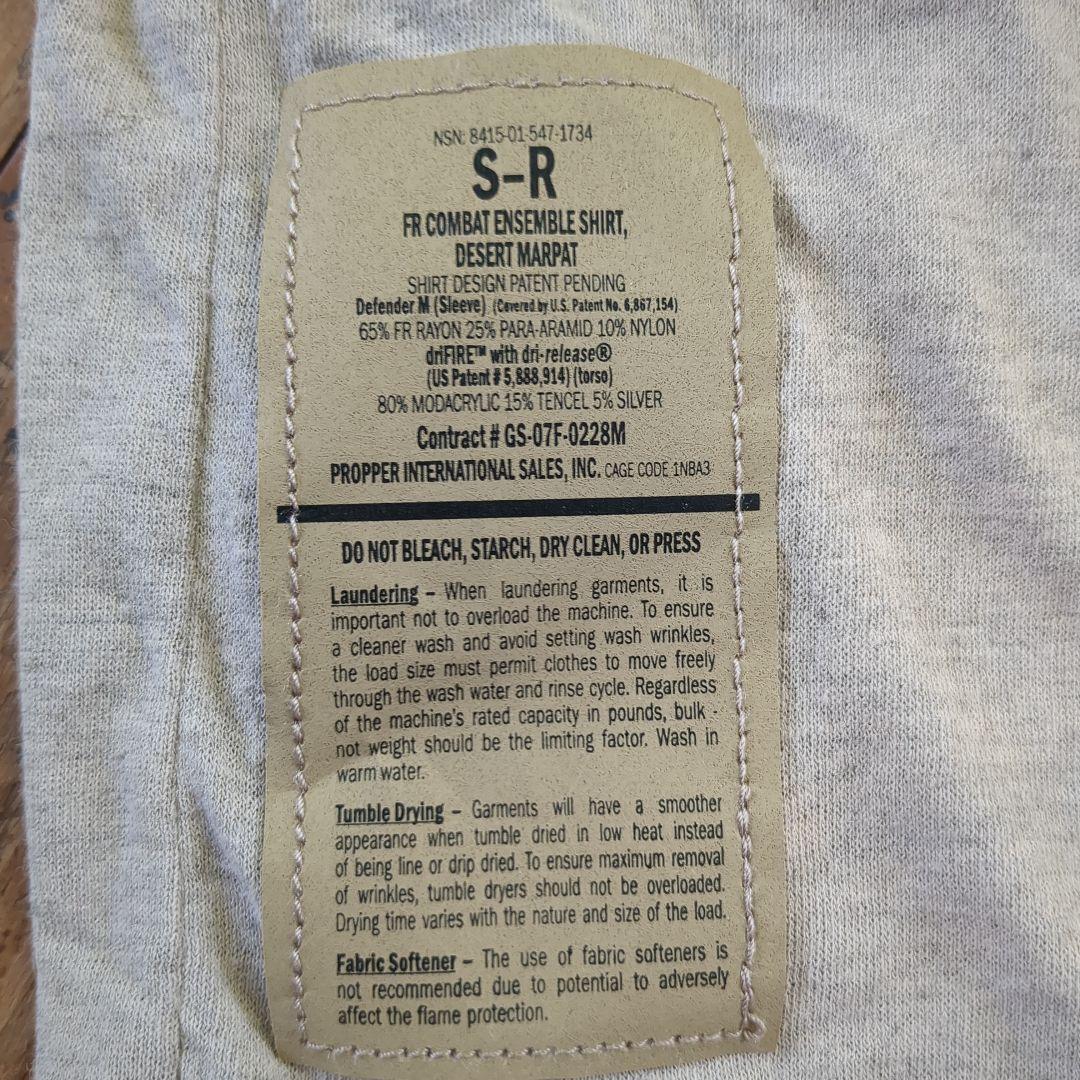 NSN: 8415-01-547-1734
S-R
FR COMBAT ENSEMBLE SHIRT,
DESERT MARPAT
SHIRT DESIGN PATENT PENDING
Defender M (Sleeve) (Covered by U.S. Patent No. 6,867,154)
65% FR RAYON 25% PARA-ARAMID 10% NYLON
driFIRE™ with dri-release®
(US Patent # 5,888,914) (torso)
80% MODACRYLIC 15% TENCEL 5% SILVER
Contract # GS-07F-0228M
PROPPER INTERNATIONAL SALES, INC. CAGE CODE 1NBA3
DO NOT BLEACH, STARCH, DRY CLEAN, OR PRESS
Laundering – When laundering garments, it is
important not to overload the machine. To ensure
a cleaner wash and avoid setting wash wrinkles,
the load size must permit clothes to move freely
through the wash water and rinse cycle. Regardless
of the machine's rated capacity in pounds, bulk -
not weight should be the limiting factor. Wash in
warm water.
Tumble Drying – Garments will have a smoother
appearance when tumble dried in low heat instead
of being line or drip dried. To ensure maximum removal
of wrinkles, tumble dryers should not be overloaded.
Drying time varies with the nature and size of the load.
Fabric Softener – The use of fabric softeners is
not recommended due to potential to adversely
affect the flame protection.